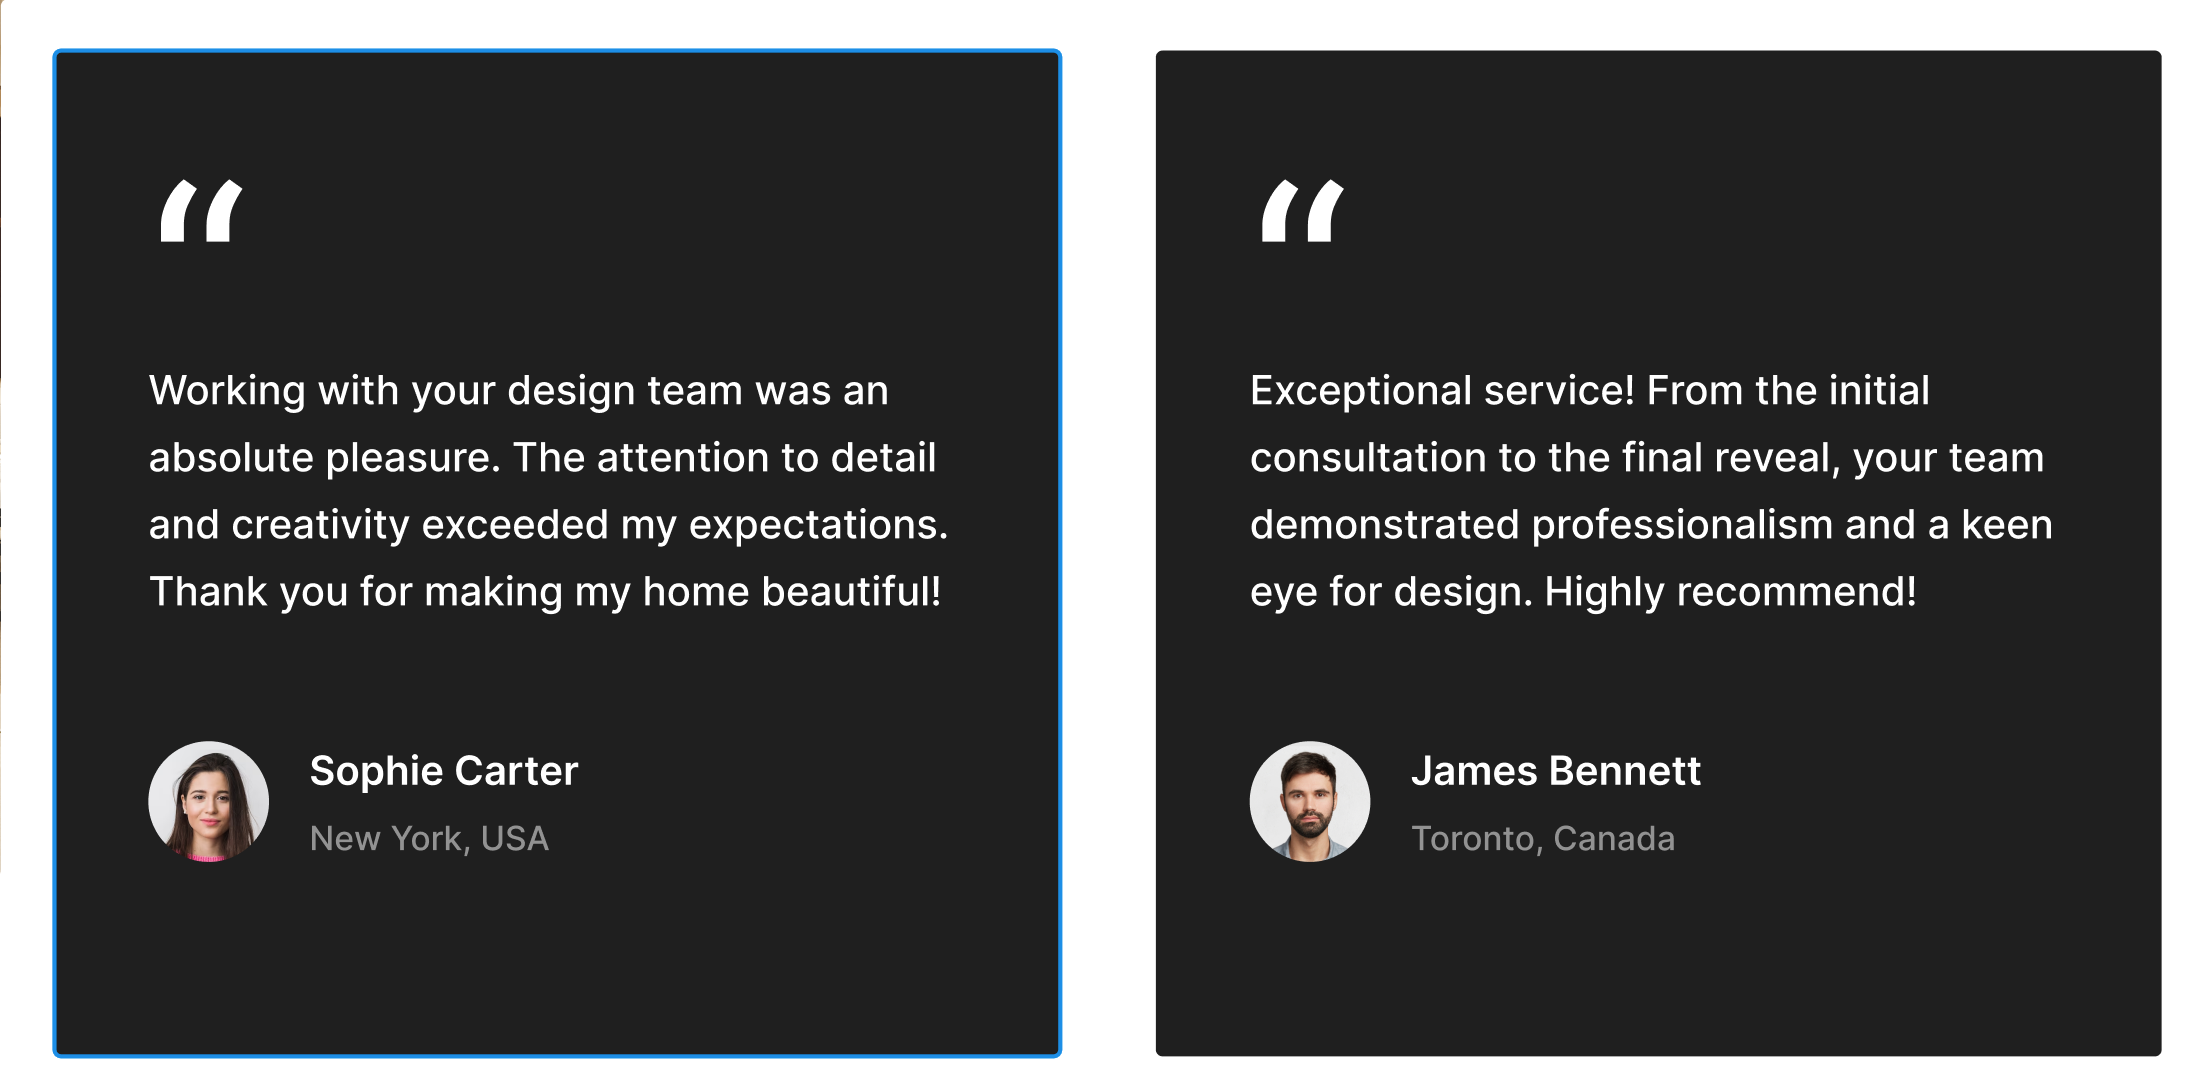 “
Working with your design team was an
absolute pleasure. The attention to detail
and creativity exceeded my expectations.
Thank you for making my home beautiful!
Sophie Carter
New York, USA
“
Exceptional service! From the initial
consultation to the final reveal, your team
demonstrated professionalism and a keen
eye for design. Highly recommend!
James Bennett
Toronto, Canada